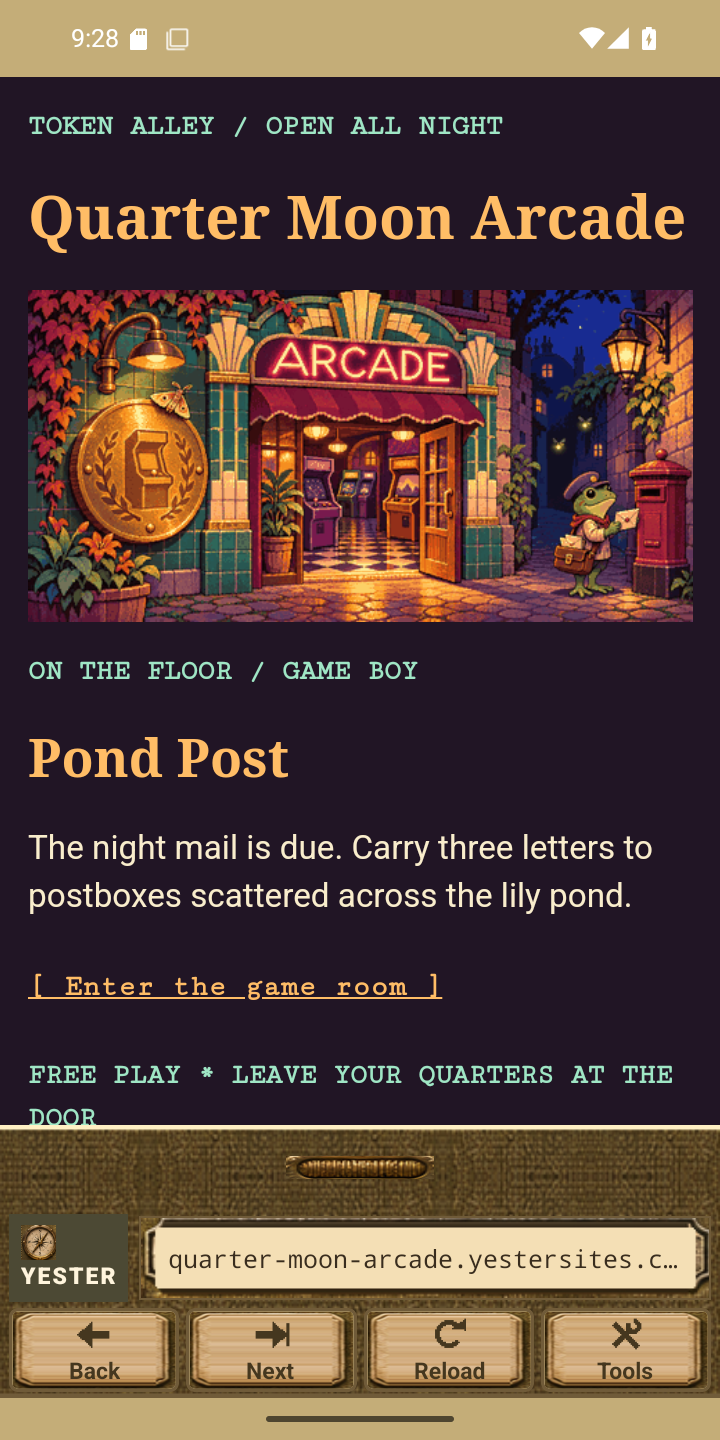 9:28
TOKEN ALLEY / OPEN ALL NIGHT
Quarter Moon Arcade
ARCADE
ON THE FLOOR / GAME BOY
Pond Post
The night mail is due. Carry three letters to
postboxes scattered across the lily pond.
[ Enter the game room ]
FREE PLAY * LEAVE YOUR QUARTERS AT THE
DOOR
YESTER
quarter-moon-arcade.yestersites.c…
Back
Next
Reload
Tools